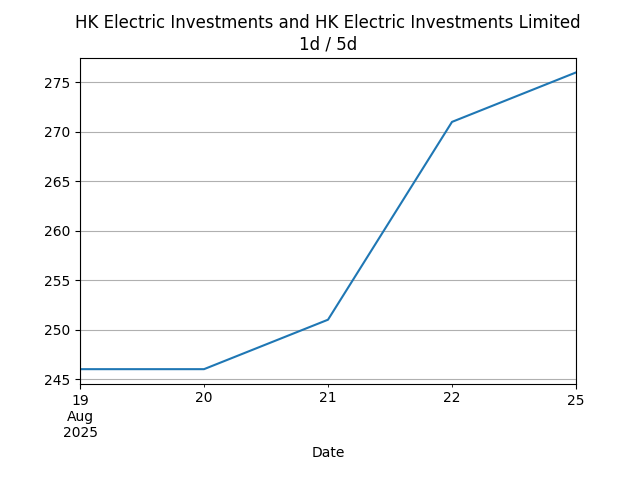 HK Electric Investments and HK Electric Investments Limited
1d / 5d
275
270
265
260
255
250
245
19 20 21 22 25
Aug
2025
Date